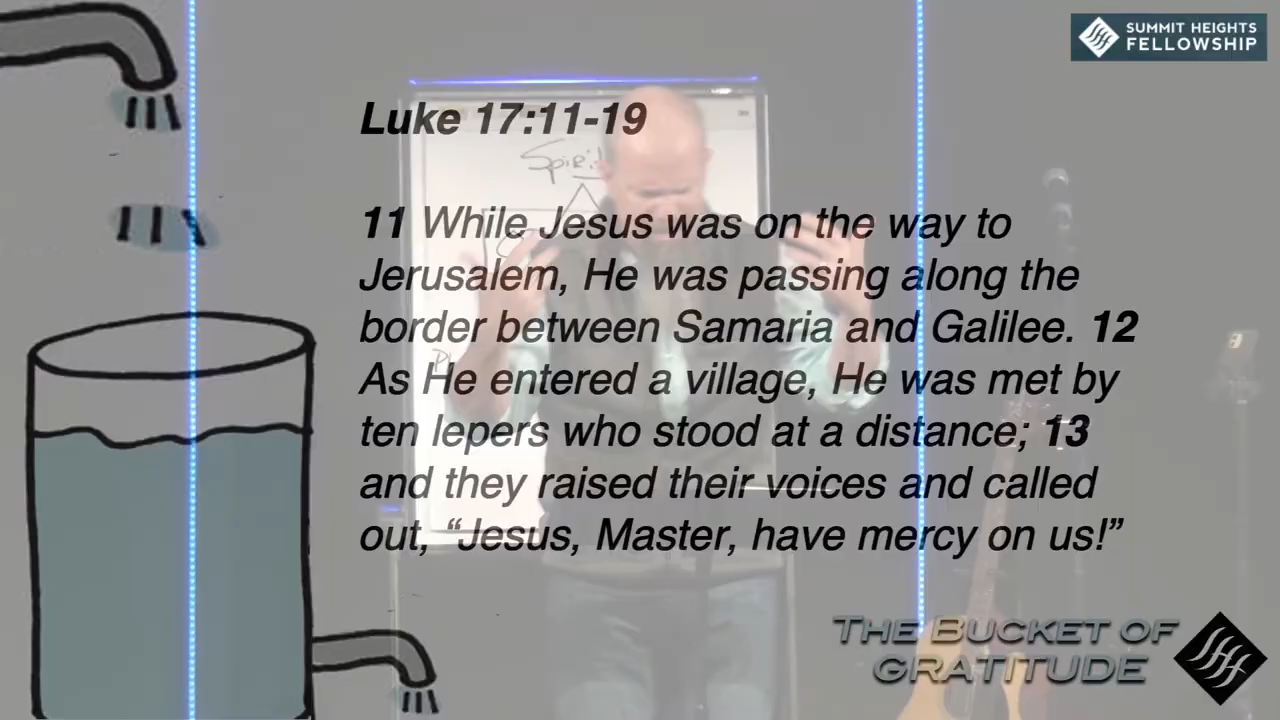 SUMMIT HEIGHTS
FELLOWSHIP
Luke 17:11-19
Spirit
11 While Jesus was on the way to
Jerusalem, He was passing along the
border between Samaria and Galilee. 12
As He entered a village, He was met by
ten lepers who stood at a distance; 13
and they raised their voices and called
out, “Jesus, Master, have mercy on us!”
THE BUCKET OF
GRATITUDE